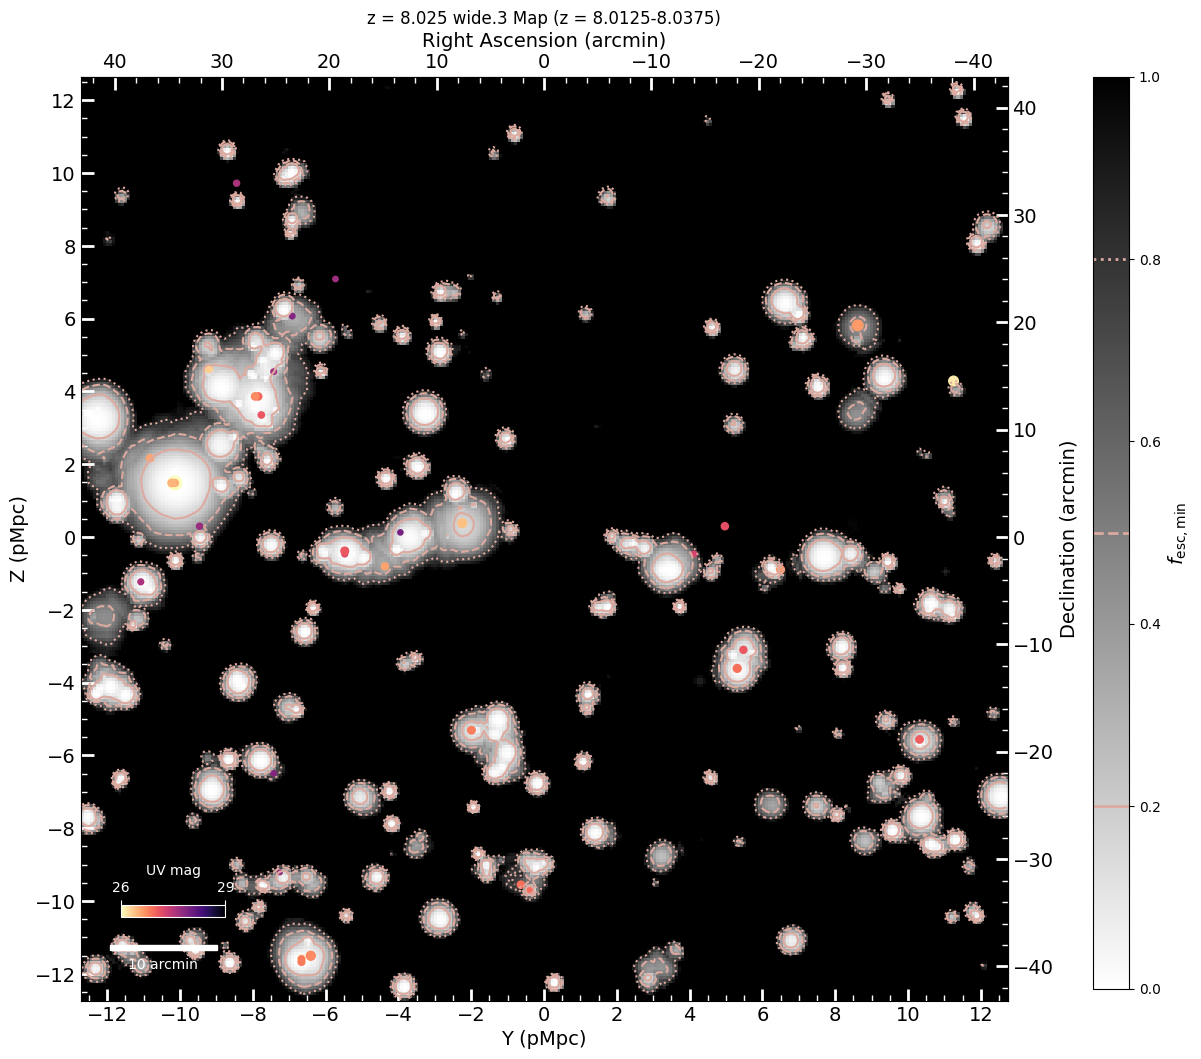 z = 8.025 wide.3 Map (z = 8.0125-8.0375)
Right Ascension (arcmin)
40 30 20 10 0 −10 −20 −30 −40
12
10
8
6
4
2
0
−2
−4
−6
−8
−10
−12
Z (pMpc)
UV mag
26 29
10 arcmin
−12 −10 −8 −6 −4 −2 0 2 4 6 8 10 12
Y (pMpc)
40
30
20
10
0
−10
−20
−30
−40
Declination (arcmin)
1.0
0.8
0.6
0.4
0.2
0.0
fesc, min